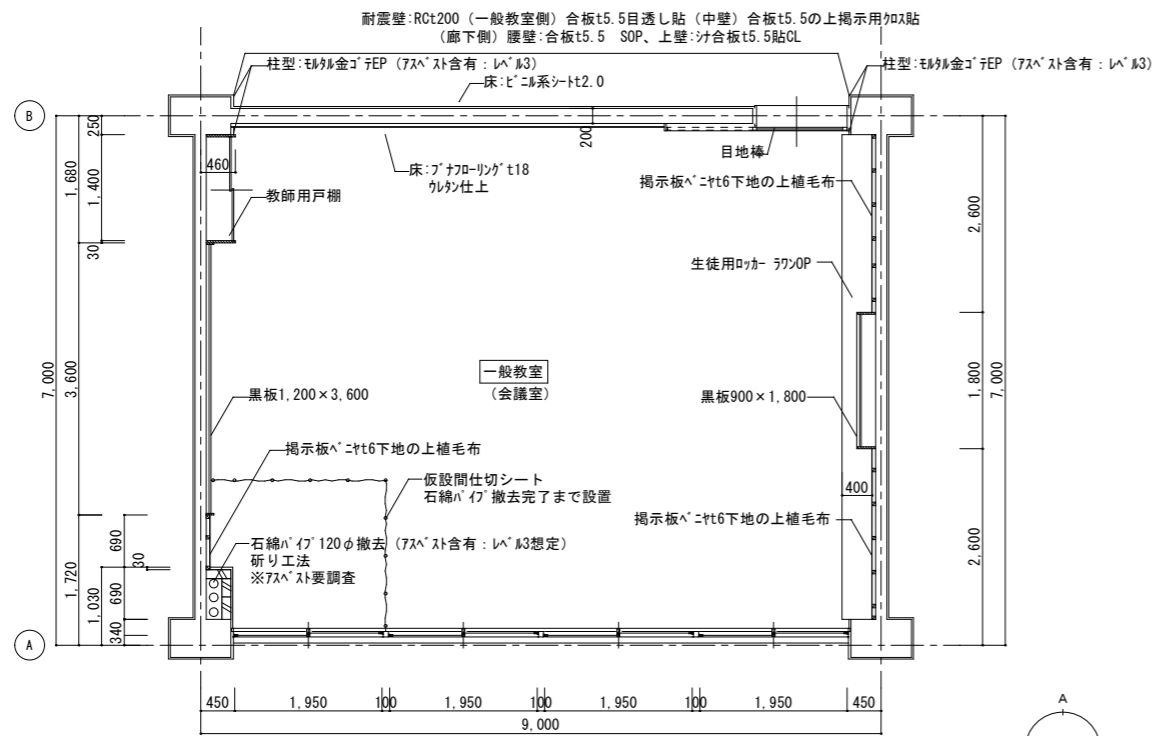 耐震壁:RCt200（一般教室側）合板t5.5目透し貼（中壁）合板t5.5の上掲示用ｸﾛｽ貼
（廊下側）腰壁:合板t5.5　SOP、上壁:ｼﾅ合板t5.5貼CL
柱型:ﾓﾙﾀﾙ金ｺﾞﾃEP（ｱｽﾍﾞｽﾄ含有：ﾚﾍﾞﾙ3）
柱型:ﾓﾙﾀﾙ金ｺﾞﾃEP（ｱｽﾍﾞｽﾄ含有：ﾚﾍﾞﾙ3）
床:ﾋﾞﾆﾙ系ｼｰﾄt2.0
B
250
200
目地棒
460
床:ﾌﾞﾅﾌﾛｰﾘﾝｸﾞt18
ｳﾚﾀﾝ仕上
掲示板ﾍﾞﾆﾔt6下地の上植毛布
1,680
1,400
教師用戸棚
2,600
30
生徒用ﾛｯｶｰ ﾗﾜﾝOP
一般教室
（会議室）
7,000
3,600
黒板1,200×3,600
黒板900×1,800
1,800
7,000
掲示板ﾍﾞﾆﾔt6下地の上植毛布
仮設間仕切シート
石綿ﾊﾟｲﾌﾟ撤去完了まで設置
400
掲示板ﾍﾞﾆﾔt6下地の上植毛布
690
30
石綿ﾊﾟｲﾌﾟ120φ撤去（ｱｽﾍﾞｽﾄ含有：ﾚﾍﾞﾙ3想定）
研り工法
※ｱｽﾍﾞｽﾄ要調査
2,600
1,720
1,030
690
340
A
450
1,950
100
1,950
100
1,950
100
1,950
450
9,000
A